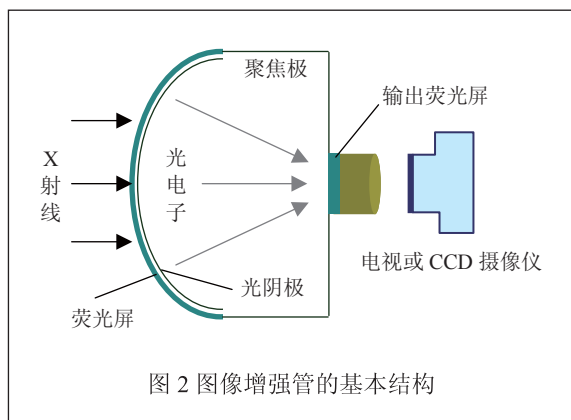 聚焦极
输出荧光屏
X
射
线
光
电
子
电视或 CCD 摄像仪
光阴极
荧光屏
图 2 图像增强管的基本结构